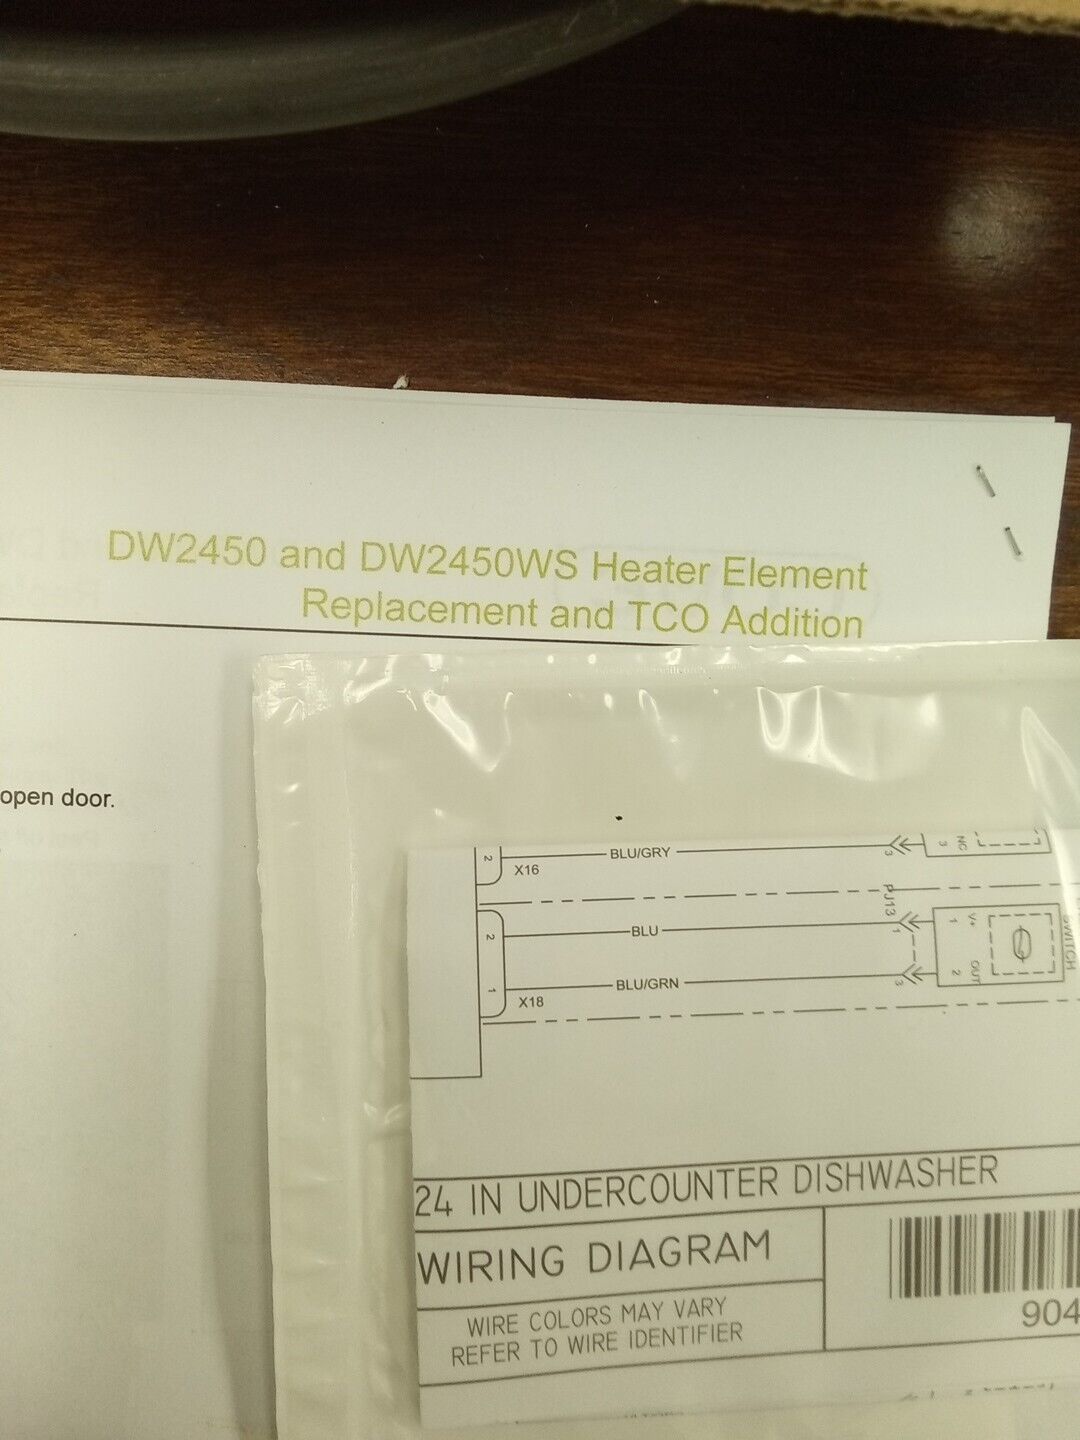 DW2450 and DW2450WS Heater Element
Replacement and TCO Addition
open door.
2 BLU/GRY 3 3 NC
X16
PJ13
2 BLU 1 1 V+
SWITCH
1 BLU/GRN 3 2 OUT
X18
24 IN UNDERCOUNTER DISHWASHER
WIRING DIAGRAM
WIRE COLORS MAY VARY
REFER TO WIRE IDENTIFIER
904